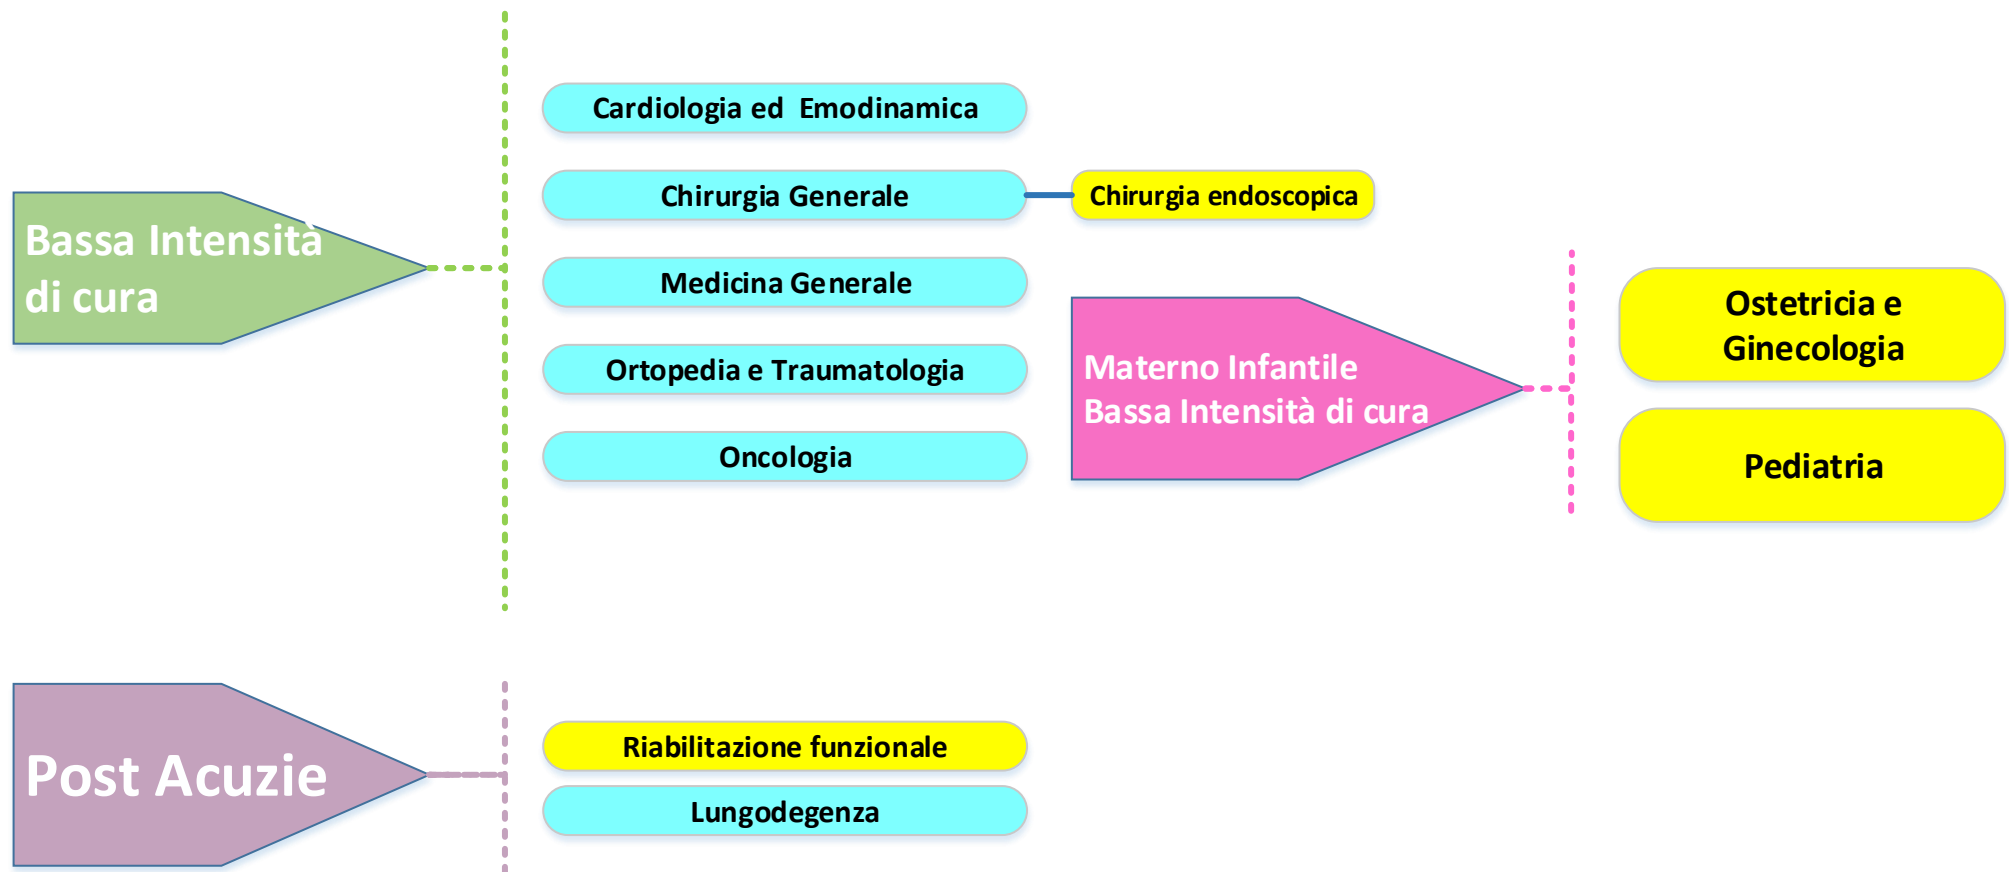 Cardiologia ed Emodinamica
Chirurgia Generale
Chirurgia endoscopica
Bassa Intensità
di cura
Medicina Generale
Ortopedia e Traumatologia
Oncologia
Materno Infantile
Bassa Intensità di cura
Ostetricia e
Ginecologia
Pediatria
Post Acuzie
Riabilitazione funzionale
Lungodegenza